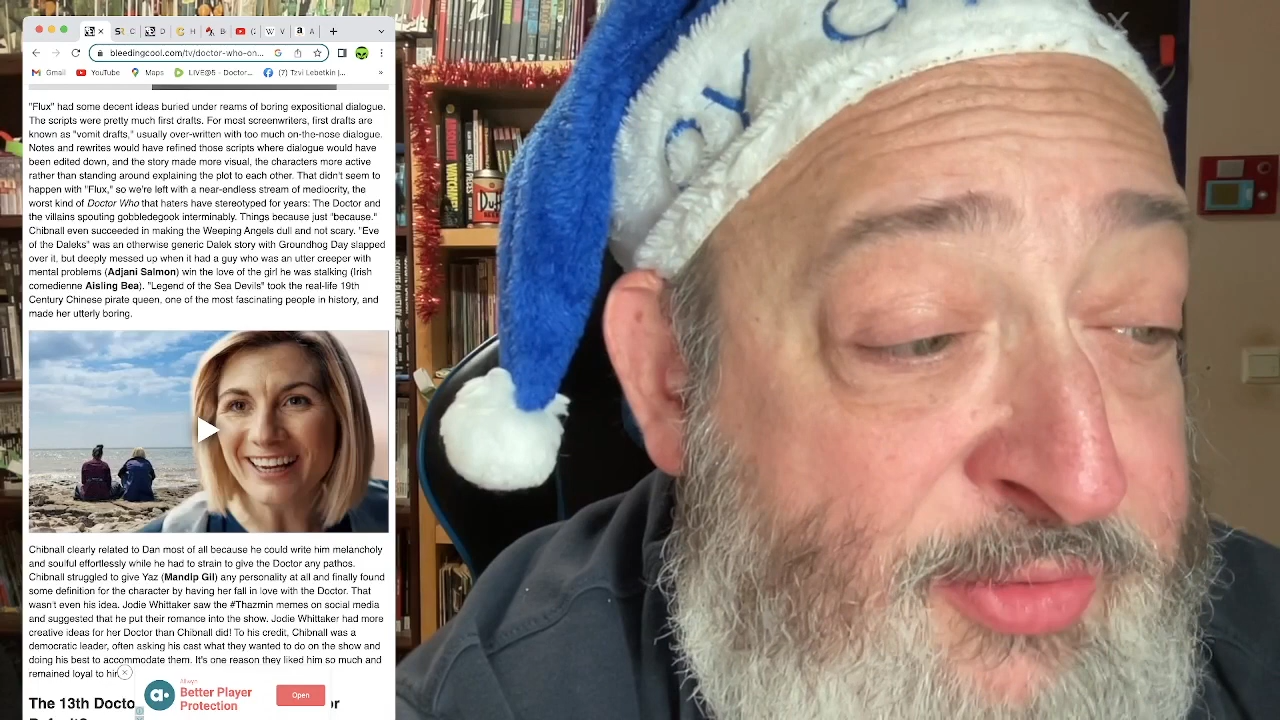 bleedingcool.com/tv/doctor-who-on...
Gmail YouTube Maps LIVE@5 - Doctor... (7) Tzvi Lebetkin |... »
"Flux" had some decent ideas buried under reams of boring expositional dialogue.
The scripts were pretty much first drafts. For most screenwriters, first drafts are
known as "vomit drafts," usually over-written with too much on-the-nose dialogue.
Notes and rewrites would have refined those scripts where dialogue would have
been edited down, and the story made more visual, the characters more active
rather than standing around explaining the plot to each other. That didn't seem to
happen with "Flux," so we're left with a near-endless stream of mediocrity, the
worst kind of Doctor Who that haters have stereotyped for years: The Doctor and
the villains spouting gobbletegook interminably. Things because just "because."
Chibnall even succeeded in making the Weeping Angels dull and not scary. "Eve
of the Daleks" was an otherwise generic Dalek story with Groundhog Day slapped
over it, but deeply messed up when it had a guy who was an utter creeper with
mental problems (Adjani Salmon) win the love of the girl he was stalking (Irish
comedienne Aisling Bea). "Legend of the Sea Devils" took the real-life 19th
Century Chinese pirate queen, one of the most fascinating people in history, and
made her utterly boring.
Chibnall clearly related to Dan most of all because he could write him melancholy
and soulful effortlessly while he had to strain to give the Doctor any pathos.
Chibnall struggled to give Yaz (Mandip Gil) any personality at all and finally found
some definition for the character by having her fall in love with the Doctor. That
wasn't even his idea. Jodie Whittaker saw the #Thazmin memes on social media
and suggested that he put their romance into the show. Jodie Whittaker had more
creative ideas for her Doctor than Chibnall did! To his credit, Chibnall was a
democratic leader, often asking his cast what they wanted to do on the show and
doing his best to accommodate them. It's one reason they liked him so much and
remained loyal to him
The 13th Docto
Better Player
Protection
Open
Duff
BEER
ABSOLUTE